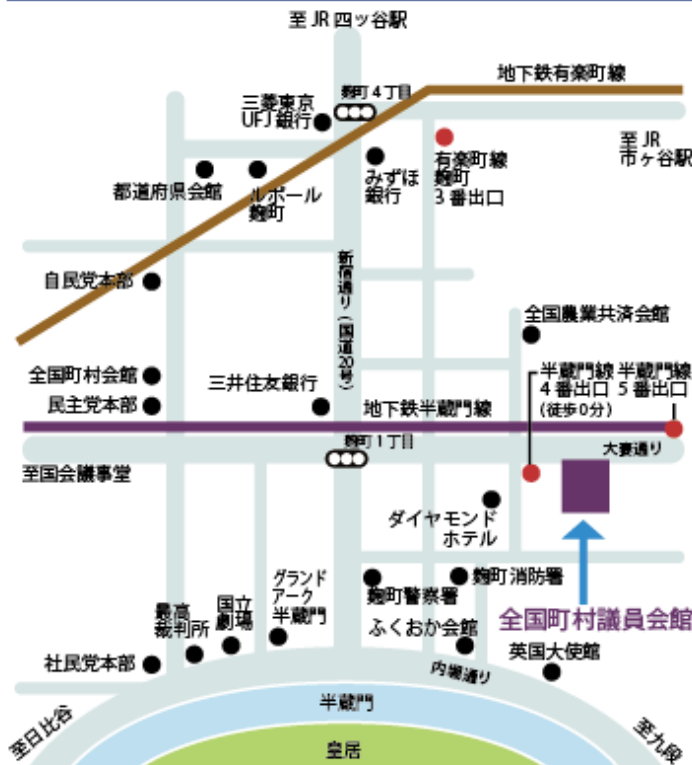 至JR四ッ谷駅
地下鉄有楽町線
麹町4丁目
三菱東京
UFJ銀行
至JR
市ヶ谷駅
有楽町線
麹町
3番出口
みずほ
銀行
都道府県会館
ルポール
麹町
新宿通り(国道20号)
自民党本部
全国農業共済会館
半蔵門線
4番出口
(徒歩0分)
半蔵門線
5番出口
全国町村会館
三井住友銀行
民主党本部
地下鉄半蔵門線
麹町1丁目
大妻通り
至国会議事堂
ダイヤモンド
ホテル
グランド
アーク
半蔵門
麹町警察署
麹町消防署
国立
劇場
最高
裁判所
全国町村議員会館
ふくおか会館
英国大使館
社民党本部
内堀通り
半蔵門
至日比谷
至九段
皇居